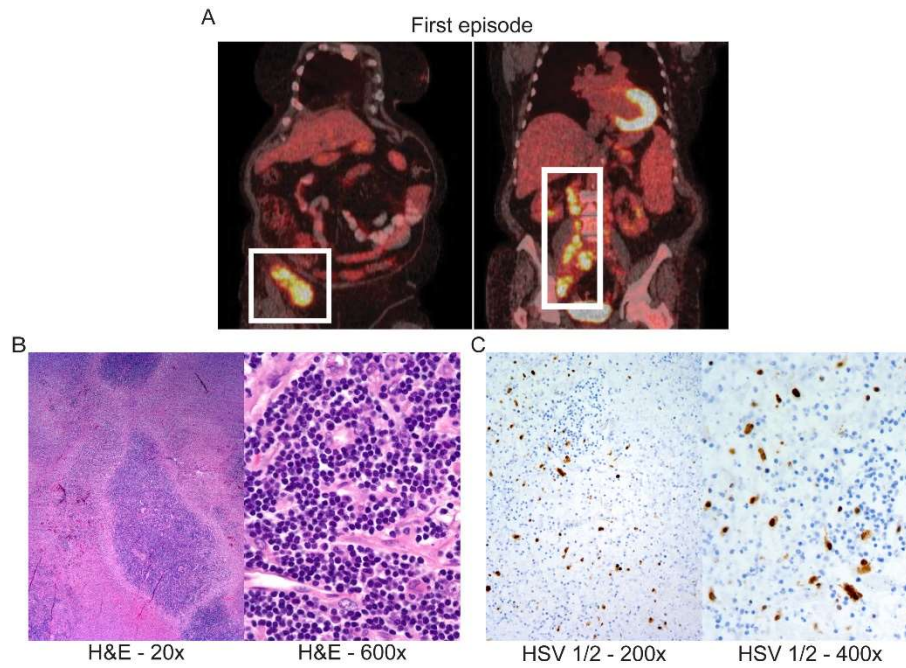 A
First episode
B
C
H&E - 20x
H&E - 600x
HSV 1/2 - 200x
HSV 1/2 - 400x